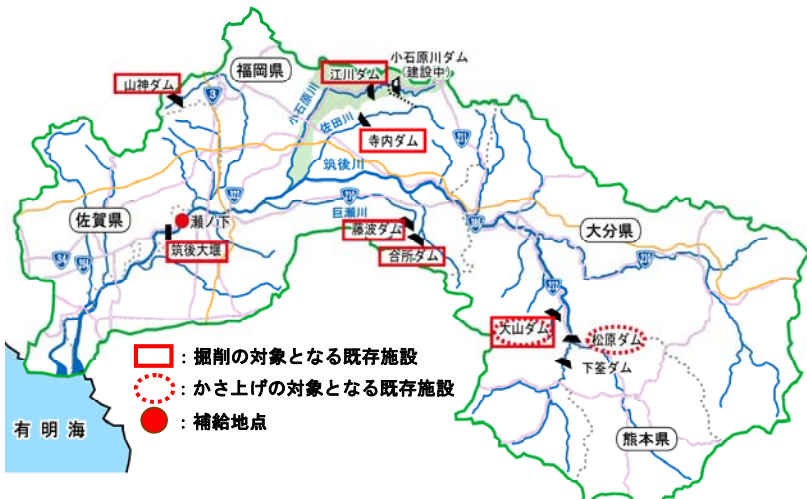 小石原川ダム
(建設中)
福岡県
江川ダム
山神ダム
3
小石原川
佐田川
寺内ダム
筑後川
佐賀県
瀬ノ下
巨瀬川
筑後大堰
藤波ダム
合所ダム
大分県
大山ダム
松原ダム
下筌ダム
熊本県
:掘削の対象となる既存施設
:かさ上げの対象となる既存施設
:補給地点
有明海